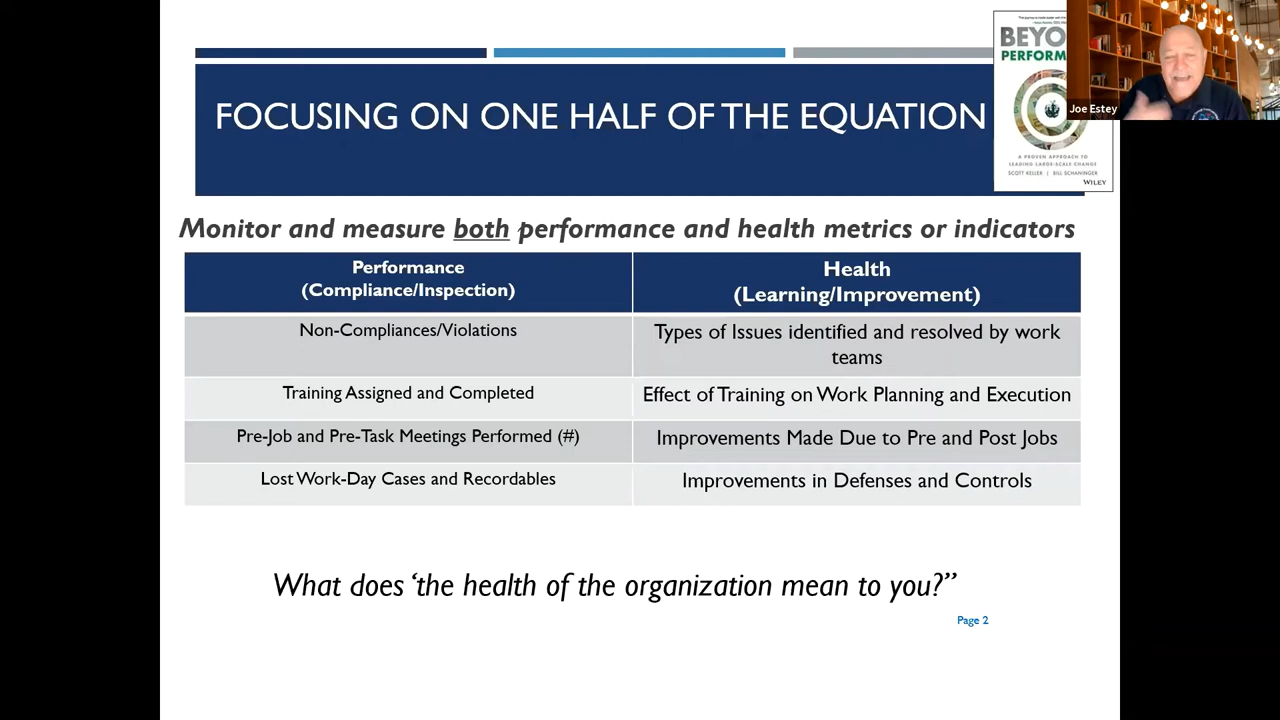 FOCUSING ON ONE HALF OF THE EQUATION
BEYO
PERFORM
A PROVEN APPROACH TO
LEADING LARGE-SCALE CHANGE
SCOTT KELLER | BILL SCHANINGER
WILEY
Joe Estey
Monitor and measure both performance and health metrics or indicators
Performance
(Compliance/Inspection)
Health
(Learning/Improvement)
Non-Compliances/Violations
Types of Issues identified and resolved by work
teams
Training Assigned and Completed
Effect of Training on Work Planning and Execution
Pre-Job and Pre-Task Meetings Performed (#)
Improvements Made Due to Pre and Post Jobs
Lost Work-Day Cases and Recordables
Improvements in Defenses and Controls
What does ‘the health of the organization mean to you?”
Page 2